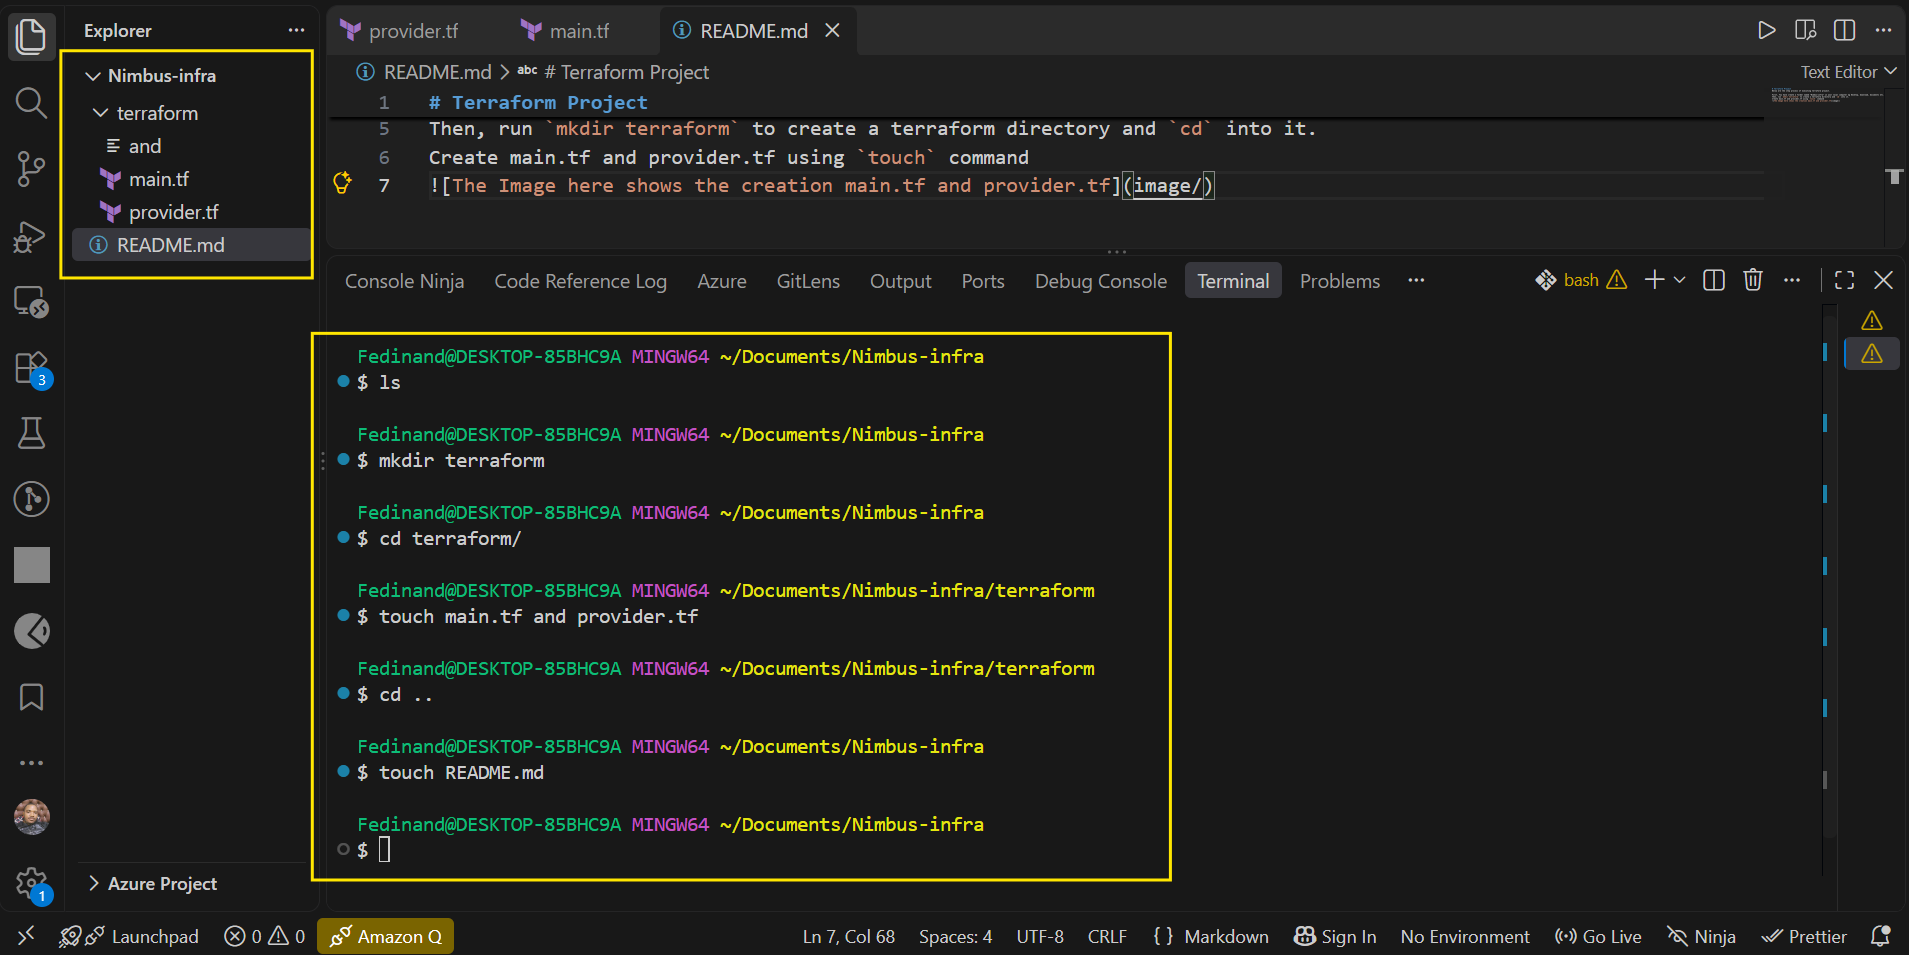 Explorer
Nimbus-infra
terraform
and
main.tf
provider.tf
README.md
Azure Project
3
1
provider.tf
main.tf
README.md
README.md > abc # Terraform Project
Text Editor
1 # Terraform Project
5 Then, run `mkdir terraform` to create a terraform directory and `cd` into it.
6 Create main.tf and provider.tf using `touch` command
7 ![The Image here shows the creation main.tf and provider.tf](image/)
Console Ninja Code Reference Log Azure GitLens Output Ports Debug Console Terminal Problems
bash
Fedinand@DESKTOP-85BHC9A MINGW64 ~/Documents/Nimbus-infra
$ ls
Fedinand@DESKTOP-85BHC9A MINGW64 ~/Documents/Nimbus-infra
$ mkdir terraform
Fedinand@DESKTOP-85BHC9A MINGW64 ~/Documents/Nimbus-infra
$ cd terraform/
Fedinand@DESKTOP-85BHC9A MINGW64 ~/Documents/Nimbus-infra/terraform
$ touch main.tf and provider.tf
Fedinand@DESKTOP-85BHC9A MINGW64 ~/Documents/Nimbus-infra/terraform
$ cd ..
Fedinand@DESKTOP-85BHC9A MINGW64 ~/Documents/Nimbus-infra
$ touch README.md
Fedinand@DESKTOP-85BHC9A MINGW64 ~/Documents/Nimbus-infra
$
Launchpad 0 0 Amazon Q Ln 7, Col 68 Spaces: 4 UTF-8 CRLF {} Markdown Sign In No Environment Go Live Ninja Prettier